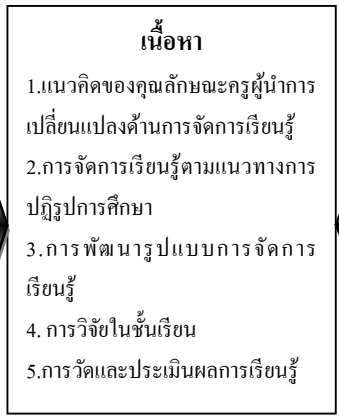 เนื้อหา
1.แนวคิดของคุณลักษณะครูผู้นำการ
เปลี่ยนแปลงด้านการจัดการเรียนรู้
2.การจัดการเรียนรู้ตามแนวทางการ
ปฏิรูปการศึกษา
3.การพัฒนารูปแบบการจัดการ
เรียนรู้
4. การวิจัยในชั้นเรียน
5.การวัดและประเมินผลการเรียนรู้